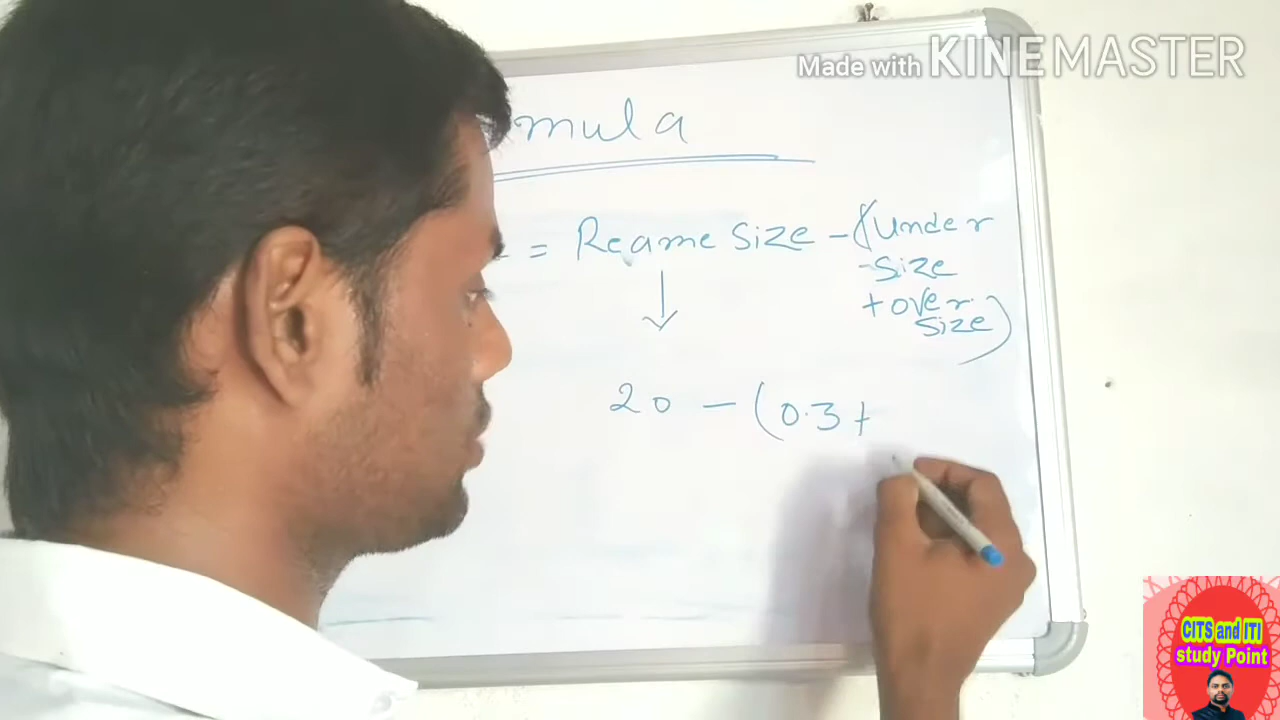 Made with KINEMASTER
mula
= Reame Size - (Under
-Size
+ over
Size)
20 - (0.3 +
CITS and ITI
study Point